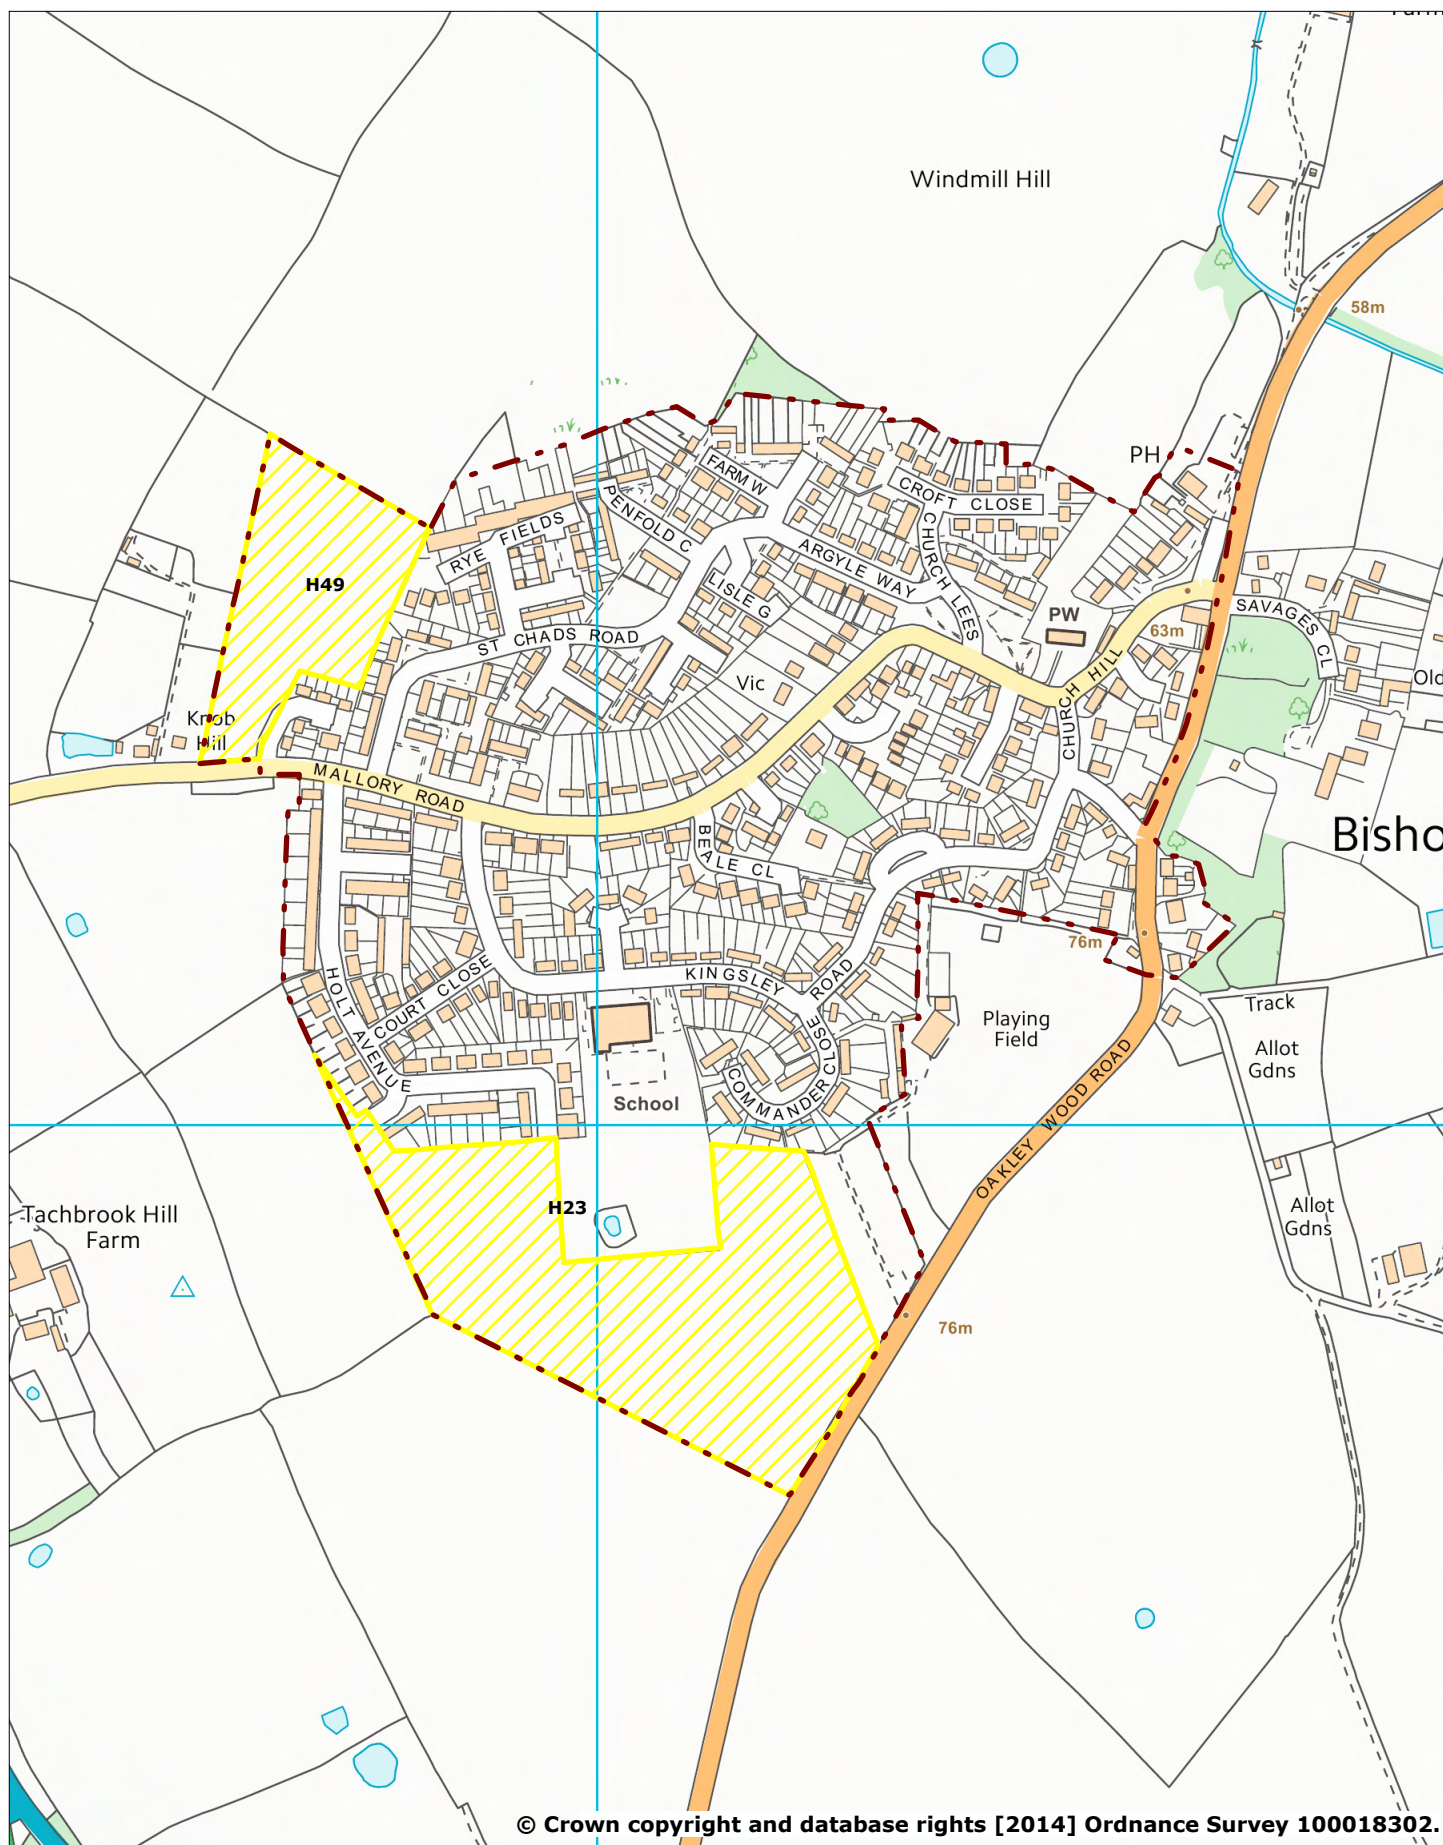 Windmill Hill
58m
PH
FARM W
CROFT CLOSE
PENFOLD C
RYE FIELDS
CHURCH LEES
ARGYLE WAY
H49
LISLE G
SAVAGES CL
PW
63m
ST CHADS ROAD
Vic
Old
CHURCH HILL
Knob
Hill
MALLORY ROAD
Bisho
BEALE CL
76m
KINGSLEY ROAD
HOLT AVENUE
COURT CLOSE
Track
Playing
Field
Allot
Gdns
COMMANDER CLOSE
School
OAKLEY WOOD ROAD
Tachbrook Hill
Farm
H23
Allot
Gdns
76m
© Crown copyright and database rights [2014] Ordnance Survey 100018302.